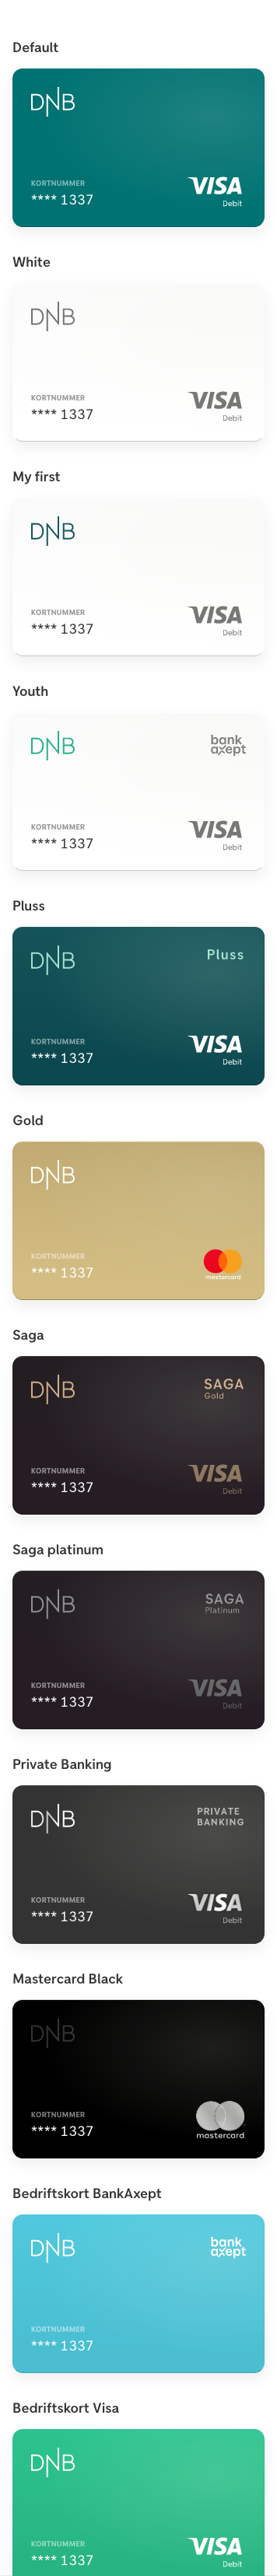 Default
DNB
KORTNUMMER
**** 1337
VISA
Debit
White
DNB
KORTNUMMER
**** 1337
VISA
Debit
My first
DNB
KORTNUMMER
**** 1337
VISA
Debit
Youth
DNB
bank
axept
KORTNUMMER
**** 1337
VISA
Debit
Pluss
DNB
Pluss
KORTNUMMER
**** 1337
VISA
Debit
Gold
DNB
KORTNUMMER
**** 1337
mastercard
Saga
DNB
SAGA
Gold
KORTNUMMER
**** 1337
VISA
Debit
Saga platinum
DNB
SAGA
Platinum
KORTNUMMER
**** 1337
VISA
Debit
Private Banking
DNB
PRIVATE
BANKING
KORTNUMMER
**** 1337
VISA
Debit
Mastercard Black
DNB
KORTNUMMER
**** 1337
mastercard
Bedriftskort BankAxept
DNB
bank
axept
KORTNUMMER
**** 1337
Bedriftskort Visa
DNB
KORTNUMMER
**** 1337
VISA
Debit